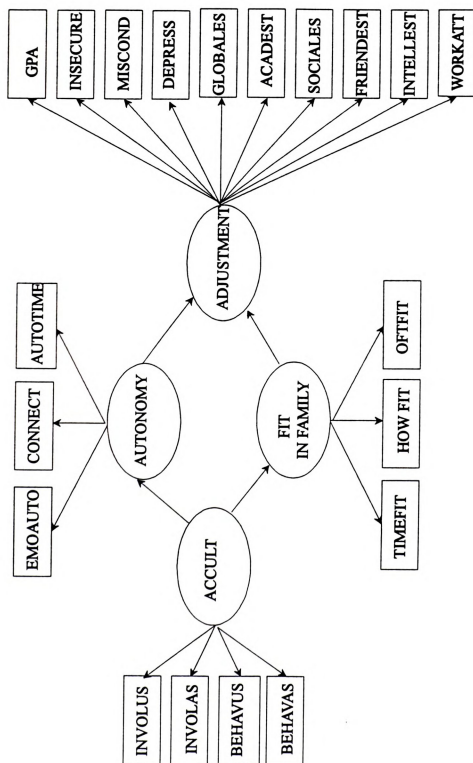 INVOLUS
INVOLAS
BEHAVUS
BEHAVAS
ACCULT
EMOAUTO
CONNECT
AUTOTIME
AUTONOMY
FIT
IN FAMILY
TIMEFIT
HOW FIT
OFTFIT
ADJUSTMENT
GPA
INSECURE
MISCOND
DEPRESS
GLOBALES
ACADEST
SOCIALES
FRIENDEST
INTELLEST
WORKATT